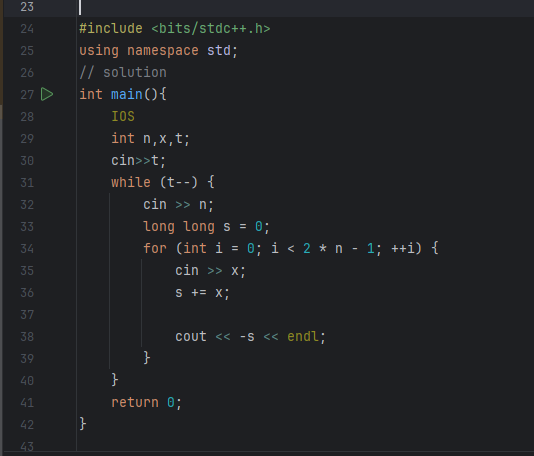 23
24 #include <bits/stdc++.h>
25 using namespace std;
26 // solution
27 int main(){
28     IOS
29     int n,x,t;
30     cin>>t;
31     while (t--) {
32         cin >> n;
33         long long s = 0;
34         for (int i = 0; i < 2 * n - 1; ++i) {
35             cin >> x;
36             s += x;
37
38             cout << -s << endl;
39         }
40     }
41     return 0;
42 }
43